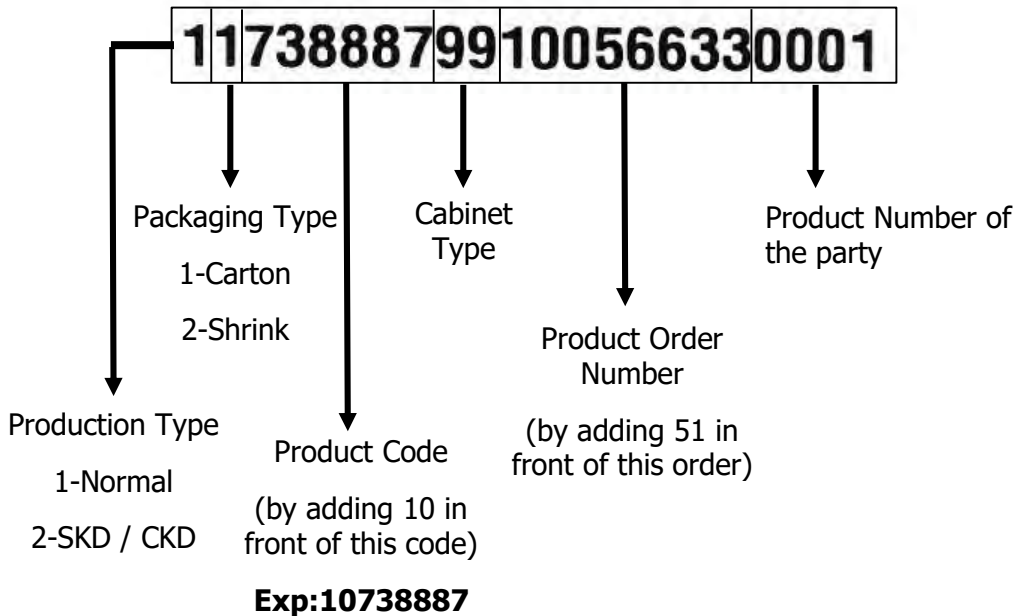 1173888799100566330001
Packaging Type
1-Carton
2-Shrink
Cabinet
Type
Product Number of
the party
Product Order
Number
(by adding 51 in
front of this order)
Production Type
1-Normal
2-SKD / CKD
Product Code
(by adding 10 in
front of this code)
Exp:10738887